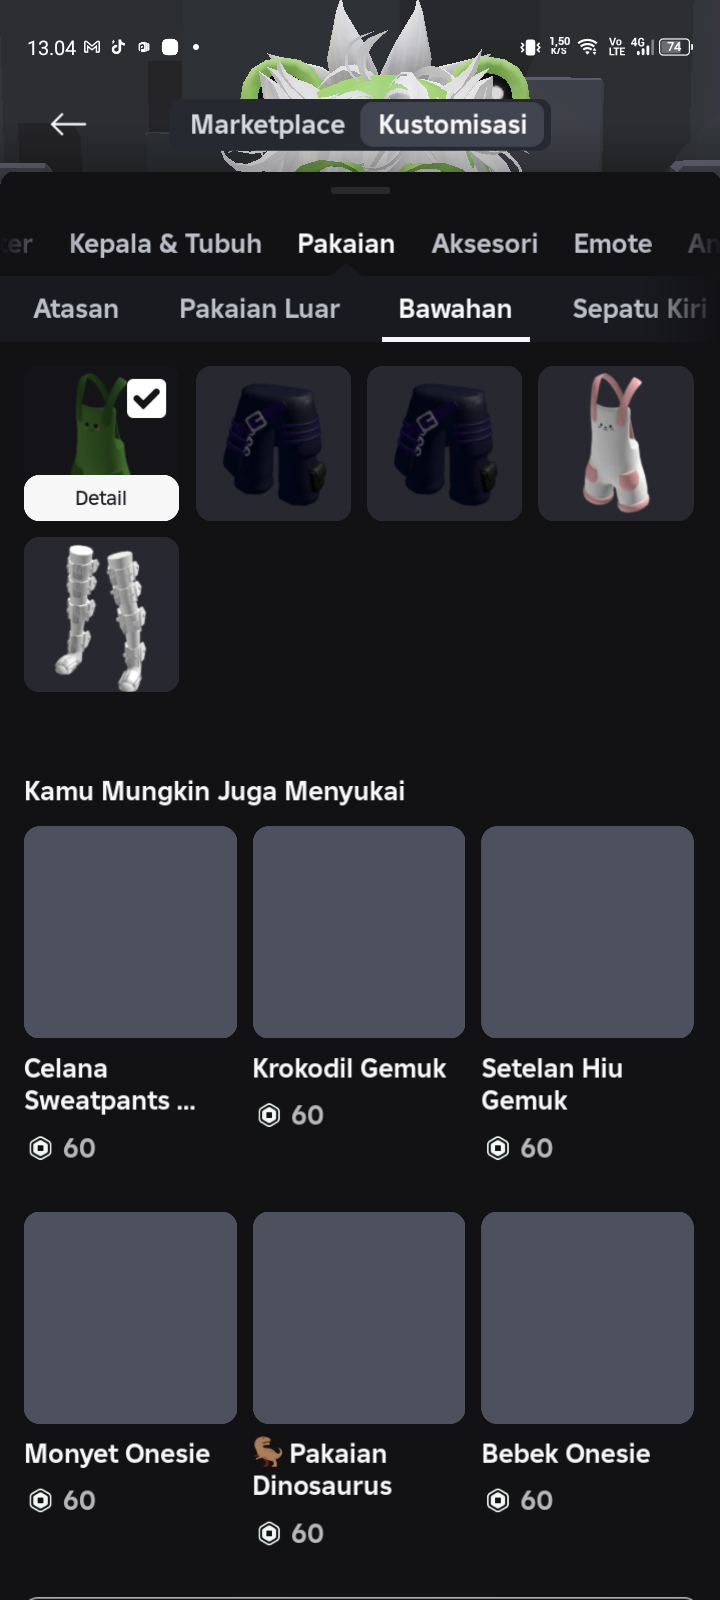 13.04
1,50 K/S
Vo LTE
4G
74
Marketplace
Kustomisasi
er
Kepala & Tubuh
Pakaian
Aksesori
Emote
An
Atasan
Pakaian Luar
Bawahan
Sepatu Kiri
Detail
Kamu Mungkin Juga Menyukai
Celana
Sweatpants ...
60
Krokodil Gemuk
60
Setelan Hiu
Gemuk
60
Monyet Onesie
60
🦖 Pakaian
Dinosaurus
60
Bebek Onesie
60